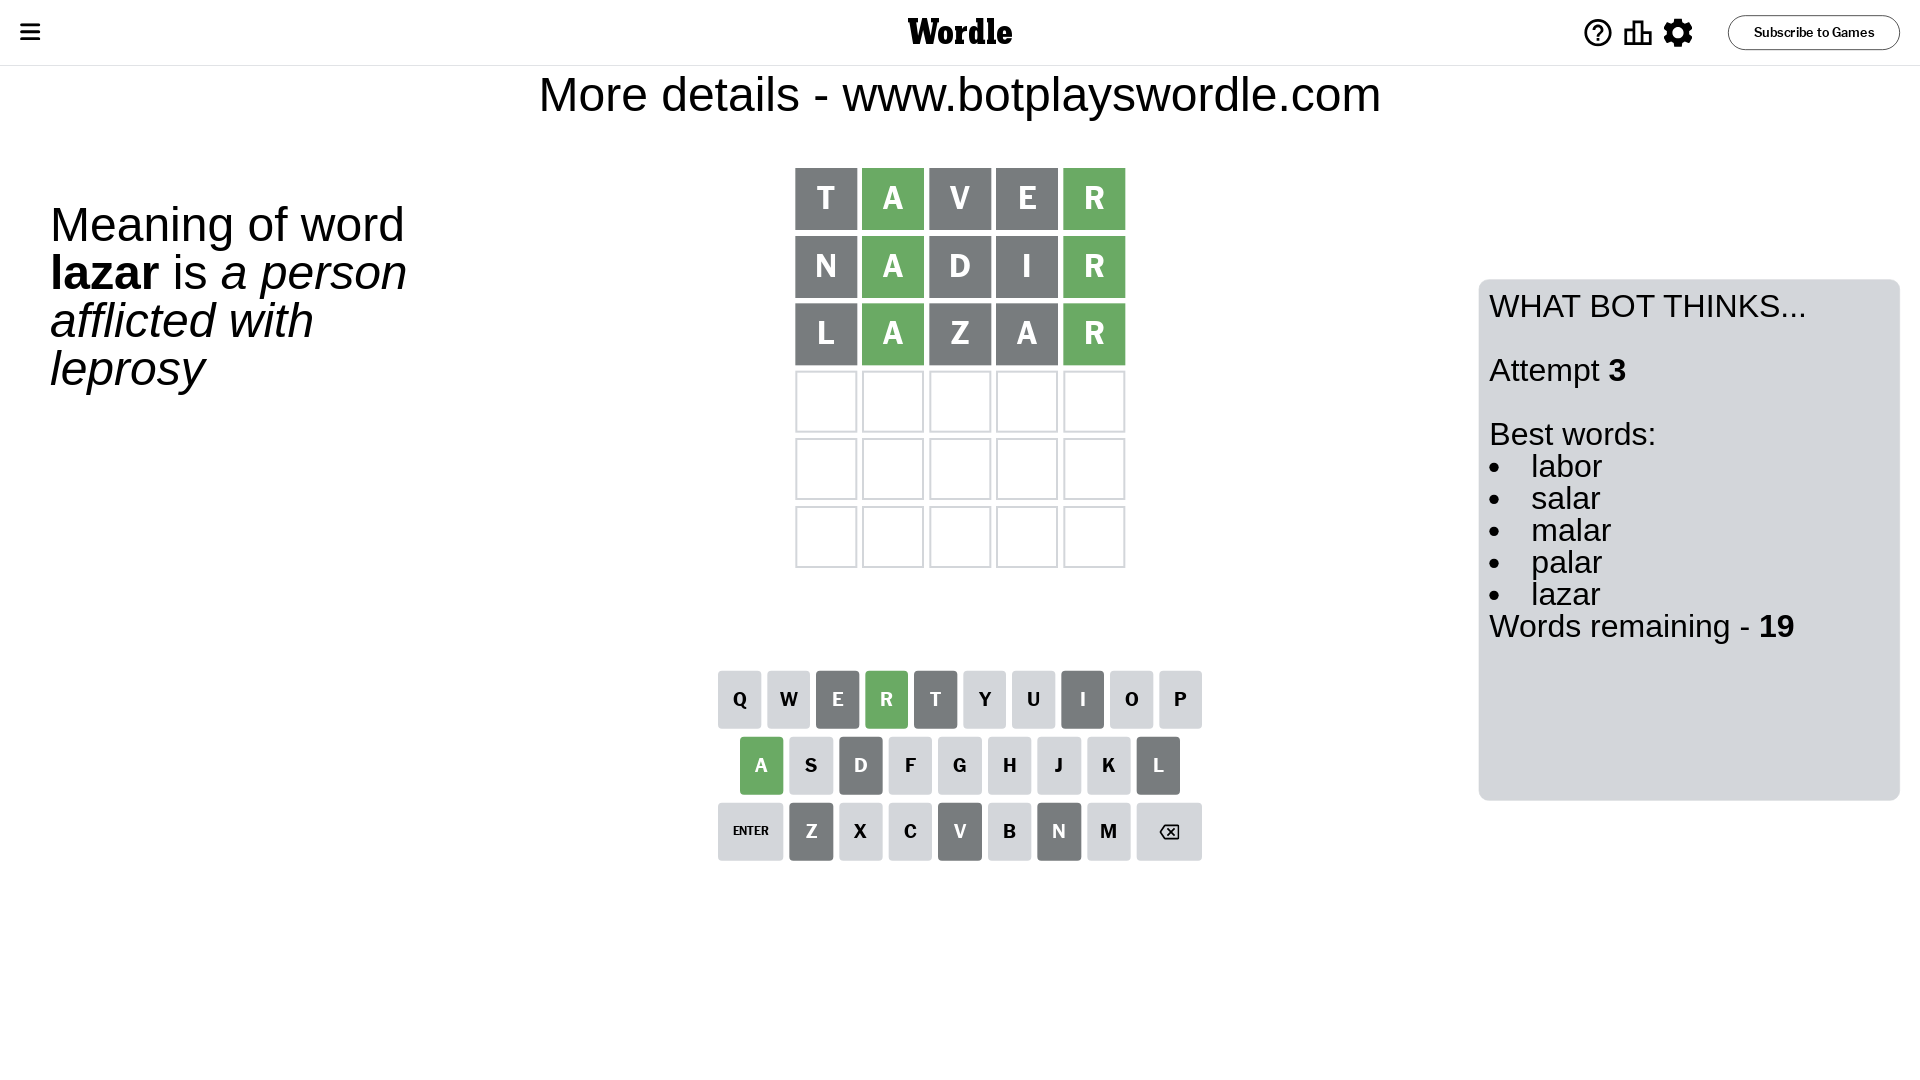 Wordle
Subscribe to Games
More details - www.botplayswordle.com
Meaning of word
lazar is a person
afflicted with
leprosy
T A V E R
N A D I R
L A Z A R
WHAT BOT THINKS...
Attempt 3
Best words:
• labor
• salar
• malar
• palar
• lazar
Words remaining - 19
Q W E R T Y U I O P
A S D F G H J K L
ENTER Z X C V B N M